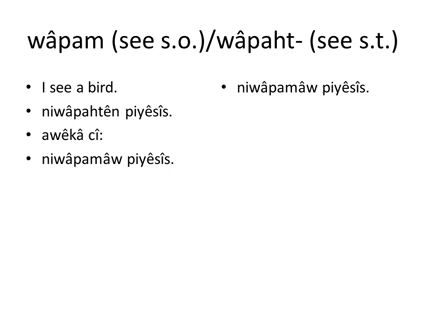 wâpam (see s.o.)/wâpaht- (see s.t.)
• I see a bird.
• niwâpahtên piyêsîs.
• awêkâ cî:
• niwâpamâw piyêsîs.
• niwâpamâw piyêsîs.